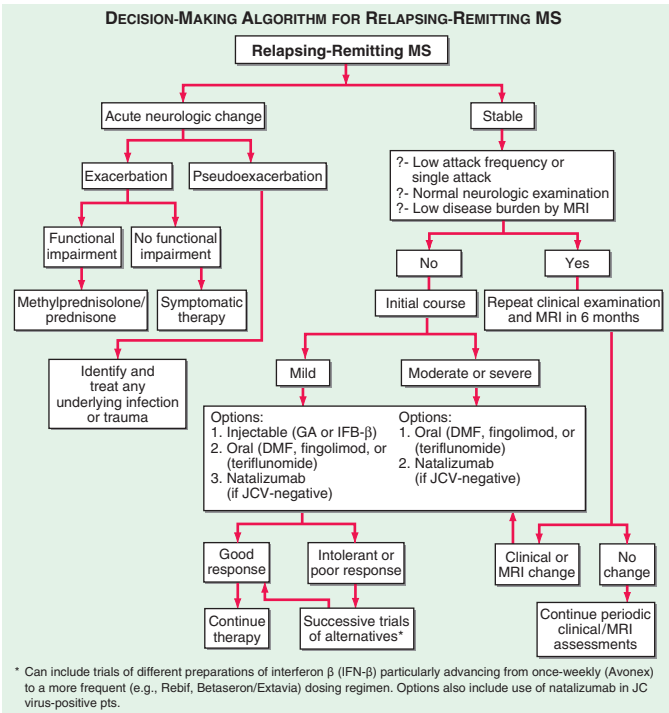 DECISION-MAKING ALGORITHM FOR RELAPSING-REMITTING MS
Relapsing-Remitting MS
Acute neurologic change
Stable
Exacerbation
Pseudoexacerbation
?- Low attack frequency or
single attack
?- Normal neurologic examination
?- Low disease burden by MRI
Functional
impairment
No functional
impairment
No
Yes
Methylprednisolone/
prednisone
Symptomatic
therapy
Initial course
Repeat clinical examination
and MRI in 6 months
Identify and
treat any
underlying infection
or trauma
Mild
Moderate or severe
Options:
1. Injectable (GA or IFB-β)
2. Oral (DMF, fingolimod, or
(teriflunomide)
3. Natalizumab
(if JCV-negative)
Options:
1. Oral (DMF, fingolimod, or
(teriflunomide)
2. Natalizumab
(if JCV-negative)
Good
response
Intolerant or
poor response
Clinical or
MRI change
No
change
Continue
therapy
Successive trials
of alternatives*
Continue periodic
clinical/MRI
assessments
* Can include trials of different preparations of interferon β (IFN-β) particularly advancing from once-weekly (Avonex)
to a more frequent (e.g., Rebif, Betaseron/Extavia) dosing regimen. Options also include use of natalizumab in JC
virus-positive pts.